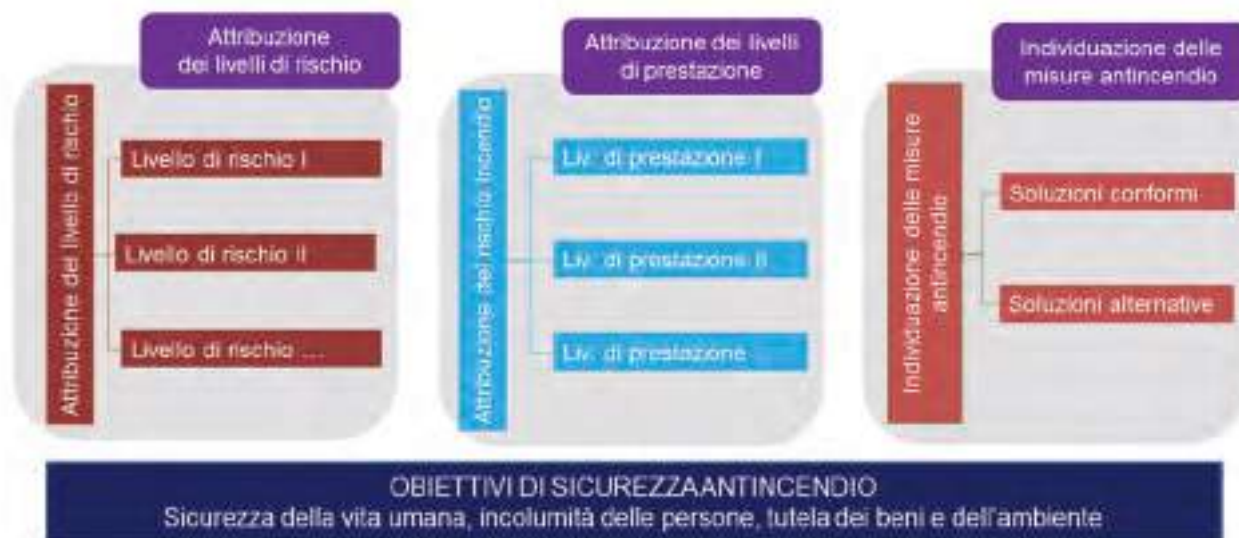 Attribuzione
dei livelli di rischio
Attribuzione del livello di rischio
Livello di rischio I
Livello di rischio II
Livello di rischio ....
Attribuzione dei livelli
di prestazione
Attribuzione del rischio incendio
Liv. di prestazione I
Liv. di prestazione II
Liv. di prestazione
Individuazione delle
misure antincendio
Individuazione delle misure
antincendio
Soluzioni conformi
Soluzioni alternative
OBIETTIVI DI SICUREZZA ANTINCENDIO
Sicurezza della vita umana, incolumità delle persone, tutela dei beni e dell'ambiente